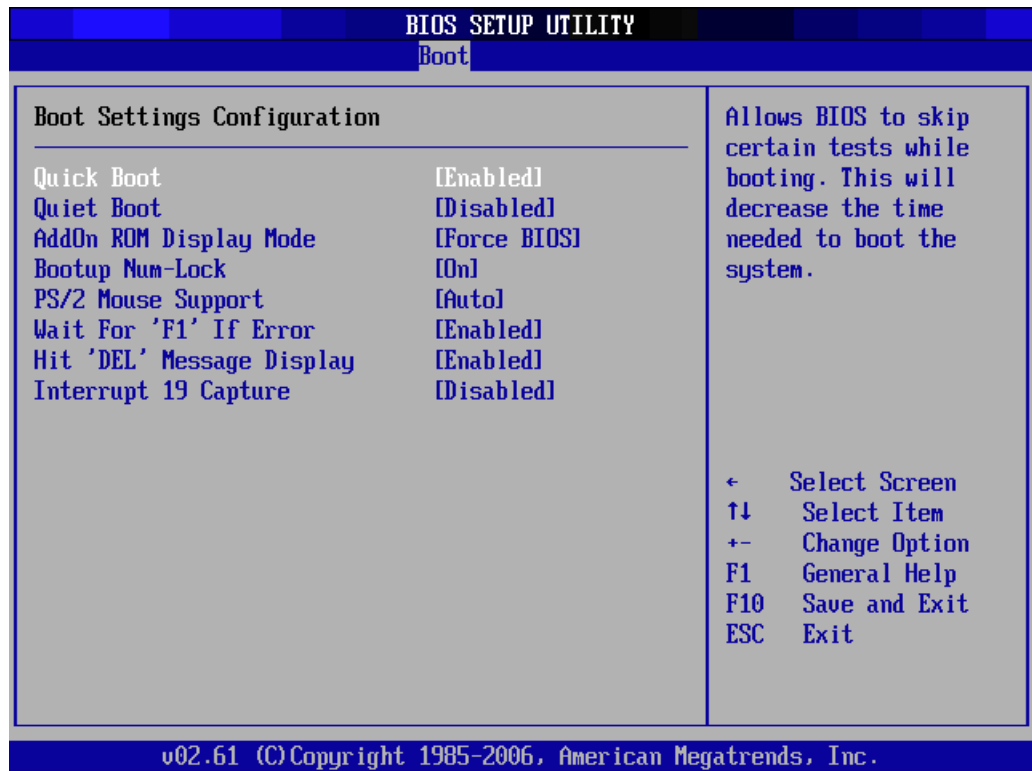 BIOS SETUP UTILITY
Boot
Boot Settings Configuration
Quick Boot [Enabled]
Quiet Boot [Disabled]
AddOn ROM Display Mode [Force BIOS]
Bootup Num-Lock [On]
PS/2 Mouse Support [Auto]
Wait For 'F1' If Error [Enabled]
Hit 'DEL' Message Display [Enabled]
Interrupt 19 Capture [Disabled]
Allows BIOS to skip
certain tests while
booting. This will
decrease the time
needed to boot the
system.
← Select Screen
↑↓ Select Item
+- Change Option
F1 General Help
F10 Save and Exit
ESC Exit
v02.61 (C)Copyright 1985-2006, American Megatrends, Inc.